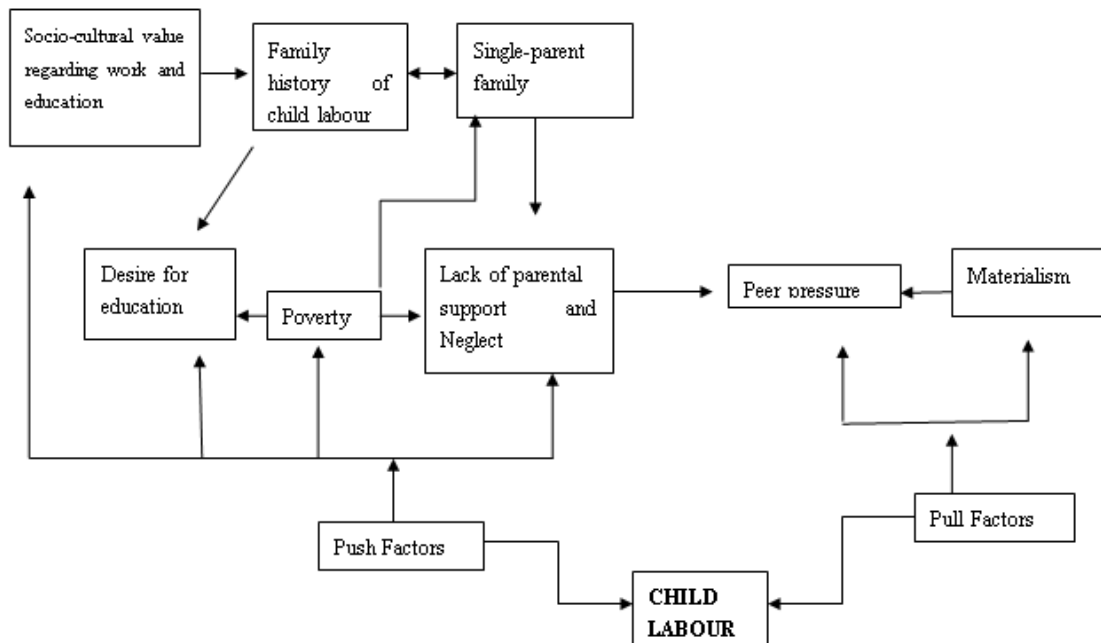 Socio-cultural value
regarding work and
education
Family
history of
child labour
Single-parent
family
Desire for
education
Poverty
Lack of parental
support and
Neglect
Peer pressure
Materialism
Push Factors
Pull Factors
CHILD
LABOUR